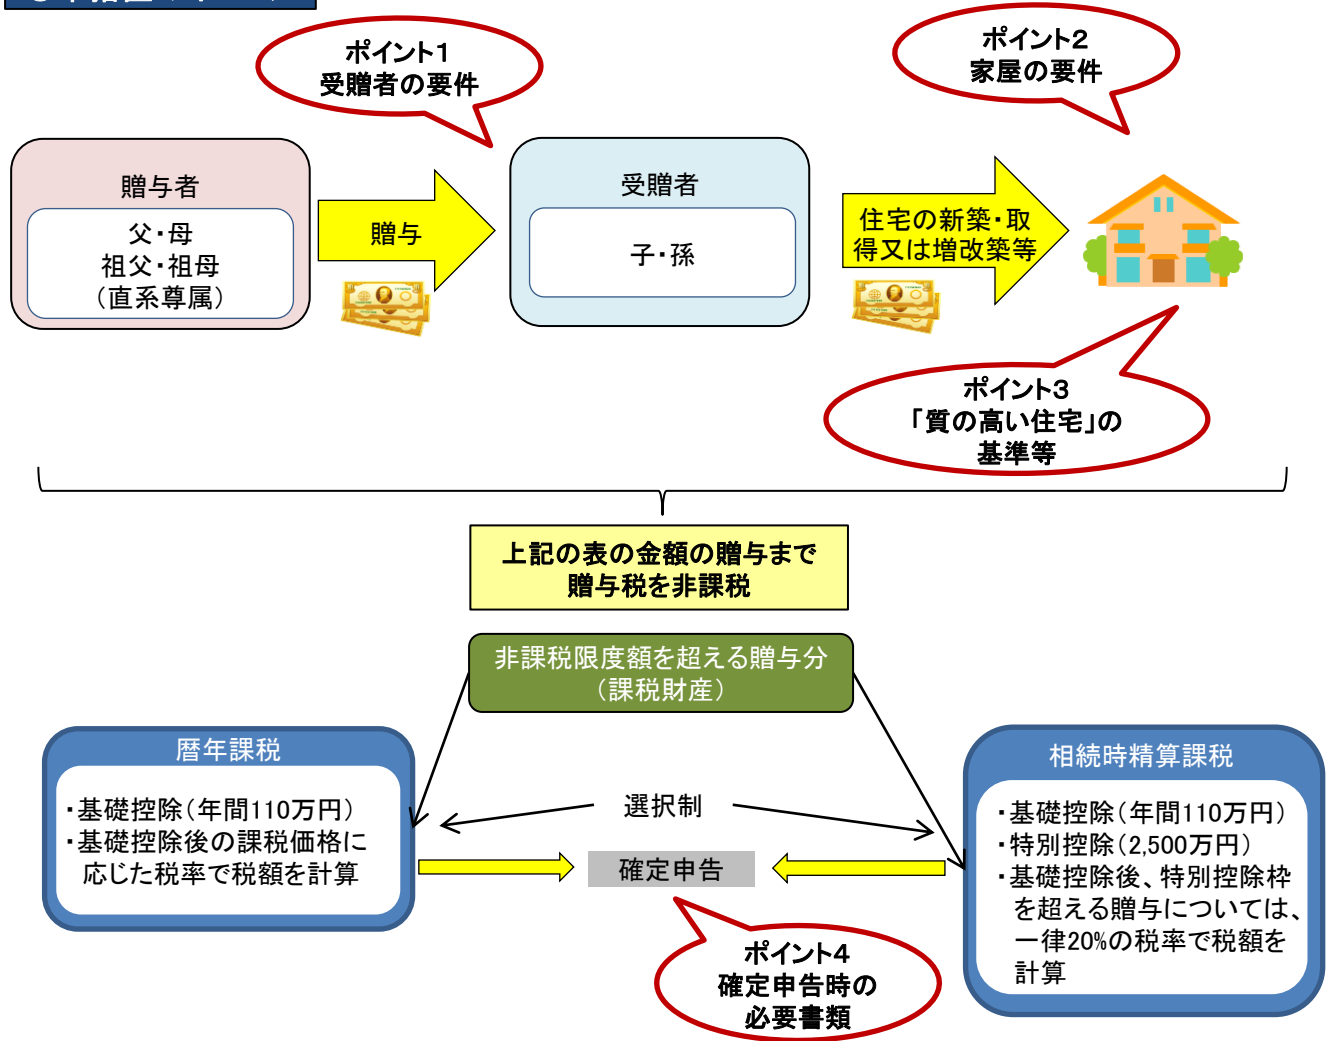 ポイント1
受贈者の要件
ポイント2
家屋の要件
贈与者
父・母
祖父・祖母
（直系尊属）
贈与
受贈者
子・孫
住宅の新築・取
得又は増改築等
ポイント3
「質の高い住宅」の
基準等
上記の表の金額の贈与まで
贈与税を非課税
非課税限度額を超える贈与分
（課税財産）
暦年課税
・基礎控除（年間110万円）
・基礎控除後の課税価格に
応じた税率で税額を計算
選択制
確定申告
相続時精算課税
・基礎控除（年間110万円）
・特別控除（2,500万円）
・基礎控除後、特別控除枠
を超える贈与については、
一律20%の税率で税額を
計算
ポイント4
確定申告時の
必要書類